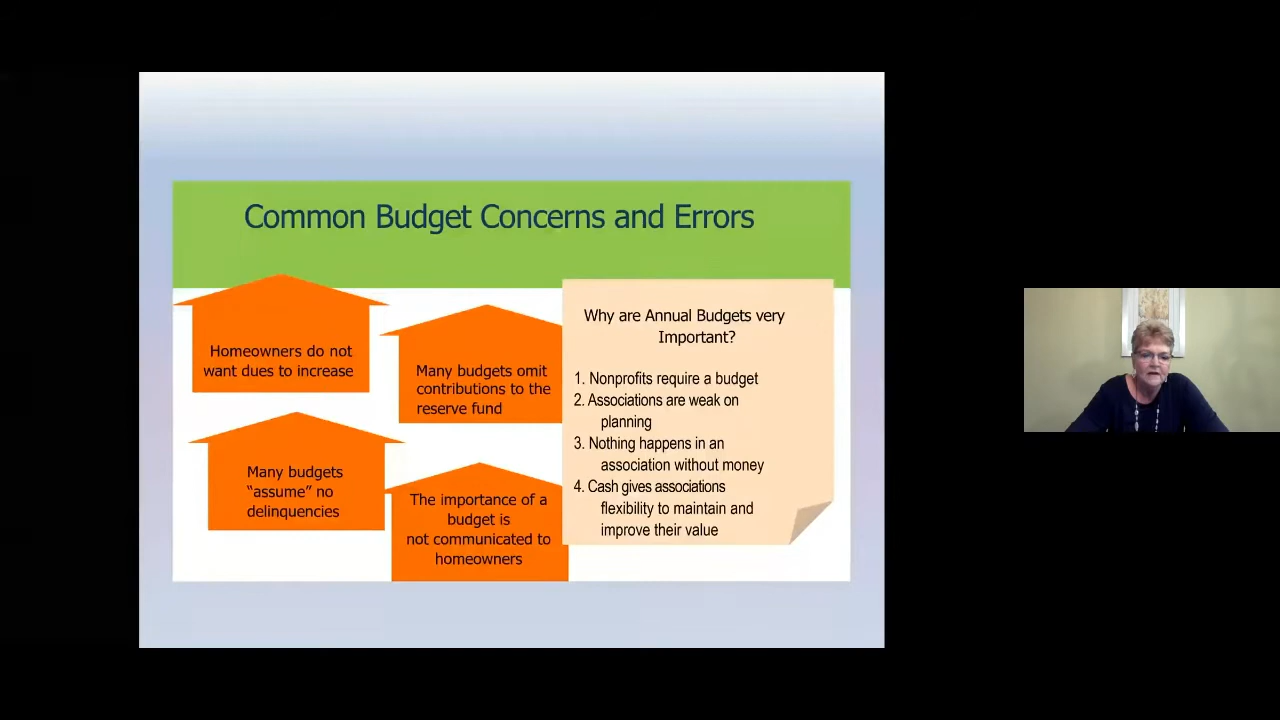 Common Budget Concerns and Errors
Homeowners do not
want dues to increase
Many budgets omit
contributions to the
reserve fund
Many budgets
“assume” no
delinquencies
The importance of a
budget is
not communicated to
homeowners
Why are Annual Budgets very
Important?
1. Nonprofits require a budget
2. Associations are weak on
planning
3. Nothing happens in an
association without money
4. Cash gives associations
flexibility to maintain and
improve their value